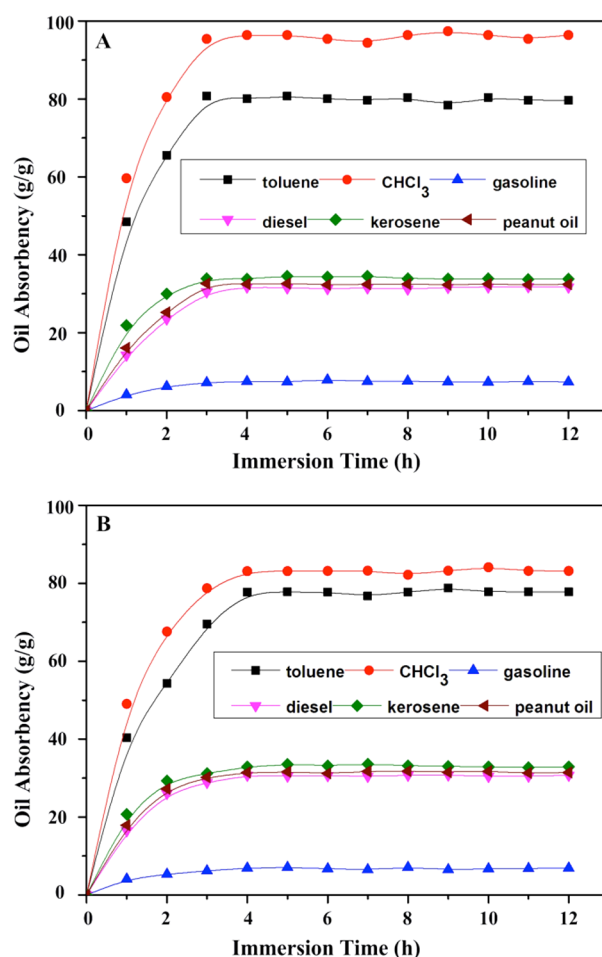 A
100
80
60
40
20
0
Oil Absorbency (g/g)
toluene CHCl₃ gasoline
diesel kerosene peanut oil
0 2 4 6 8 10 12
Immersion Time (h)
B
100
80
60
40
20
0
Oil Absorbency (g/g)
toluene CHCl₃ gasoline
diesel kerosene peanut oil
0 2 4 6 8 10 12
Immersion Time (h)